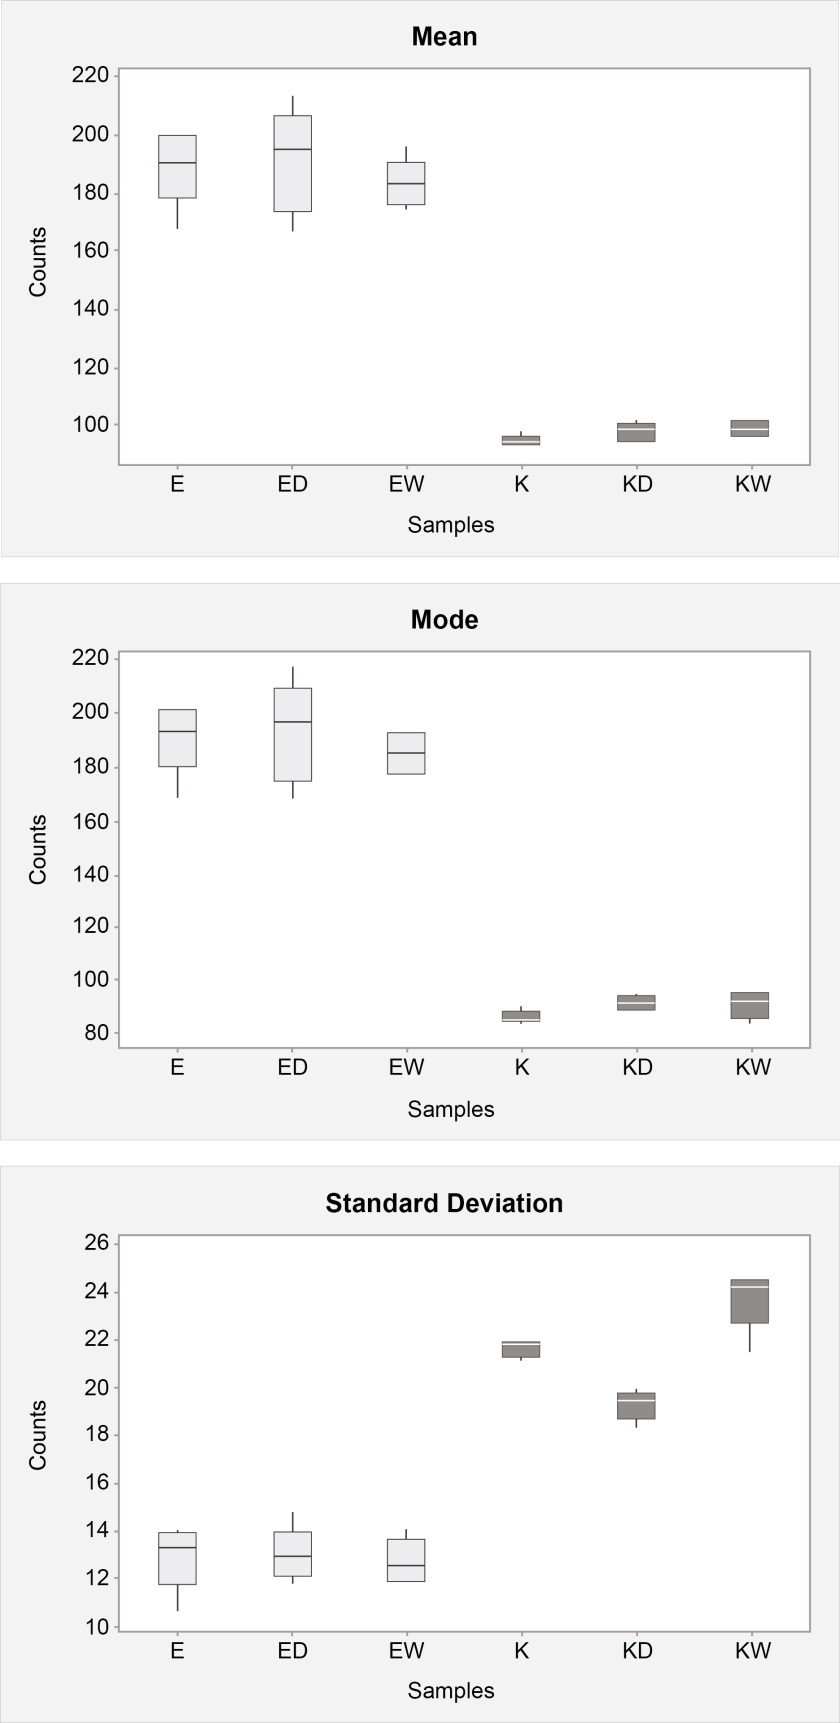 Mean
220
200
180
160
140
120
100
Counts
E ED EW K KD KW
Samples
Mode
220
200
180
160
140
120
100
80
Counts
E ED EW K KD KW
Samples
Standard Deviation
26
24
22
20
18
16
14
12
10
Counts
E ED EW K KD KW
Samples